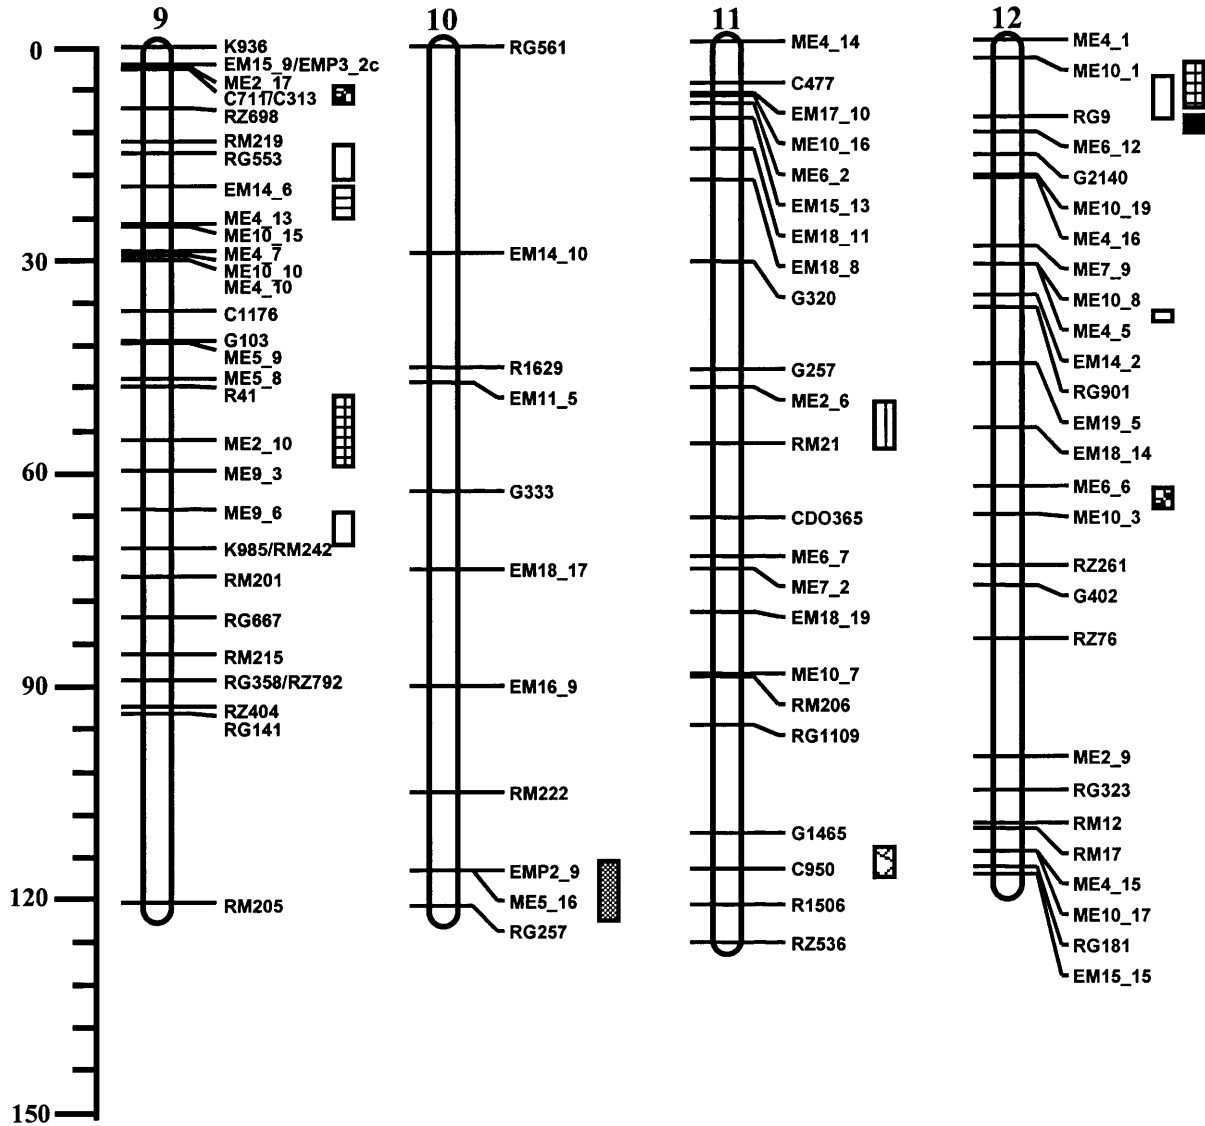 9
10
11
12
0
30
60
90
120
150
K936
EM15_9/EMP3_2c
ME2_17
C711/C313
RZ698
RM219
RG553
EM14_6
ME4_13
ME10_15
ME4_7
ME10_10
ME4_10
C1176
G103
ME5_9
ME5_8
R41
ME2_10
ME9_3
ME9_6
K985/RM242
RM201
RG667
RM215
RG358/RZ792
RZ404
RG141
RM205
RG561
EM14_10
R1629
EM11_5
G333
EM18_17
EM16_9
RM222
EMP2_9
ME5_16
RG257
ME4_14
C477
EM17_10
ME10_16
ME6_2
EM15_13
EM18_11
EM18_8
G320
G257
ME2_6
RM21
CDO365
ME6_7
ME7_2
EM18_19
ME10_7
RM206
RG1109
G1465
C950
R1506
RZ536
ME4_1
ME10_1
RG9
ME6_12
G2140
ME10_19
ME4_16
ME7_9
ME10_8
ME4_5
EM14_2
RG901
EM19_5
EM18_14
ME6_6
ME10_3
RZ261
G402
RZ76
ME2_9
RG323
RM12
RM17
ME4_15
ME10_17
RG181
EM15_15